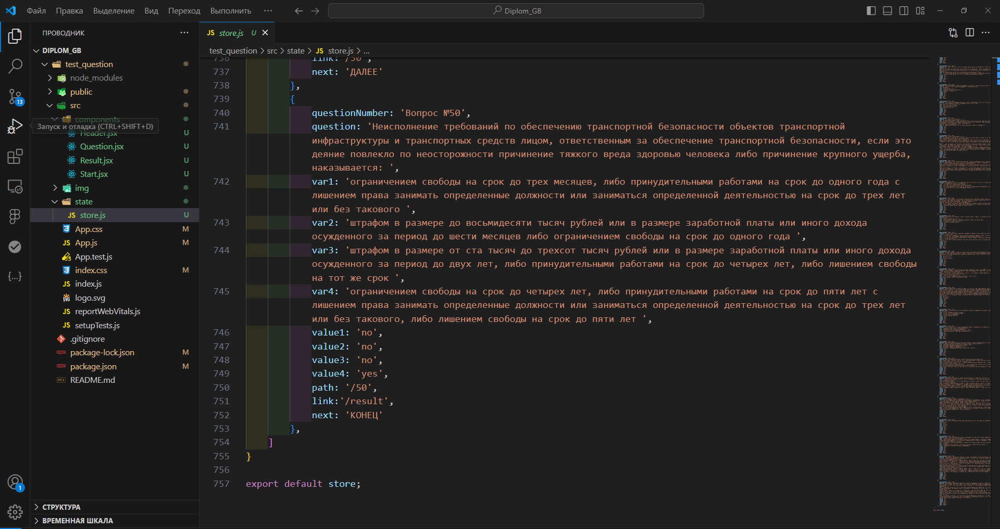 Файл Правка Выделение Вид Переход Выполнить ··· Diplom_GB
ПРОВОДНИК ···
DIPLOM_GB
test_question
node_modules
public
src
components
Запуск и отладка (CTRL+SHIFT+D)
Header.jsx U
Question.jsx U
Result.jsx U
Start.jsx U
img
state
JS store.js U
App.css M
JS App.js M
App.test.js
index.css M
JS index.js
SVG logo.svg
JS reportWebVitals.js
JS setupTests.js
.gitignore
package-lock.json M
package.json M
README.md
СТРУКТУРА
ВРЕМЕННАЯ ШКАЛА
13
1
JS store.js U
test_question > src > state > JS store.js > ...
736 link: '/50',
737 next: 'ДАЛЕЕ'
738 },
739 {
740 questionNumber: 'Вопрос №50',
741 question: 'Неисполнение требований по обеспечению транспортной безопасности объектов транспортной
инфраструктуры и транспортных средств лицом, ответственным за обеспечение транспортной безопасности, если это
деяние повлекло по неосторожности причинение тяжкого вреда здоровью человека либо причинение крупного ущерба,
наказывается: ',
742 var1: 'ограничением свободы на срок до трех месяцев, либо принудительными работами на срок до одного года с
лишением права занимать определенные должности или заниматься определенной деятельностью на срок до трех лет
или без такового ',
743 var2: 'штрафом в размере до восьмидесяти тысяч рублей или в размере заработной платы или иного дохода
осужденного за период до шести месяцев либо ограничением свободы на срок до одного года ',
744 var3: 'штрафом в размере от ста тысяч до трехсот тысяч рублей или в размере заработной платы или иного дохода
осужденного за период до двух лет, либо принудительными работами на срок до четырех лет, либо лишением свободы
на тот же срок ',
745 var4: 'ограничением свободы на срок до четырех лет, либо принудительными работами на срок до пяти лет с
лишением права занимать определенные должности или заниматься определенной деятельностью на срок до трех лет
или без такового, либо лишением свободы на срок до пяти лет ',
746 value1: 'no',
747 value2: 'no',
748 value3: 'no',
749 value4: 'yes',
750 path: '/50',
751 link:'/result',
752 next: 'КОНЕЦ'
753 },
754 ]
755 }
756
757 export default store;